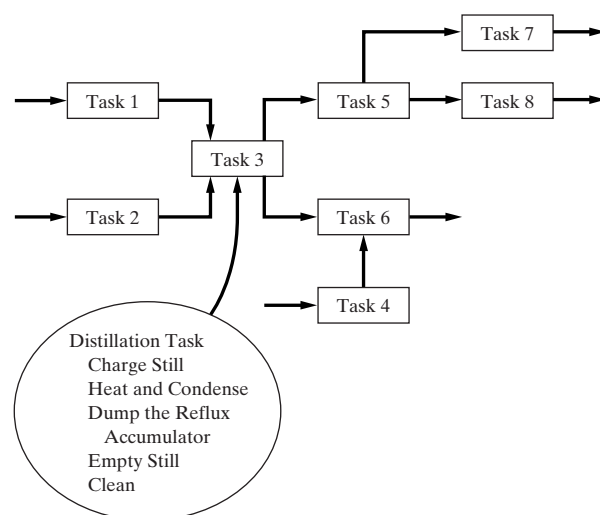 Task 7
Task 1
Task 5
Task 8
Task 3
Task 2
Task 6
Task 4
Distillation Task
Charge Still
Heat and Condense
Dump the Reflux
Accumulator
Empty Still
Clean